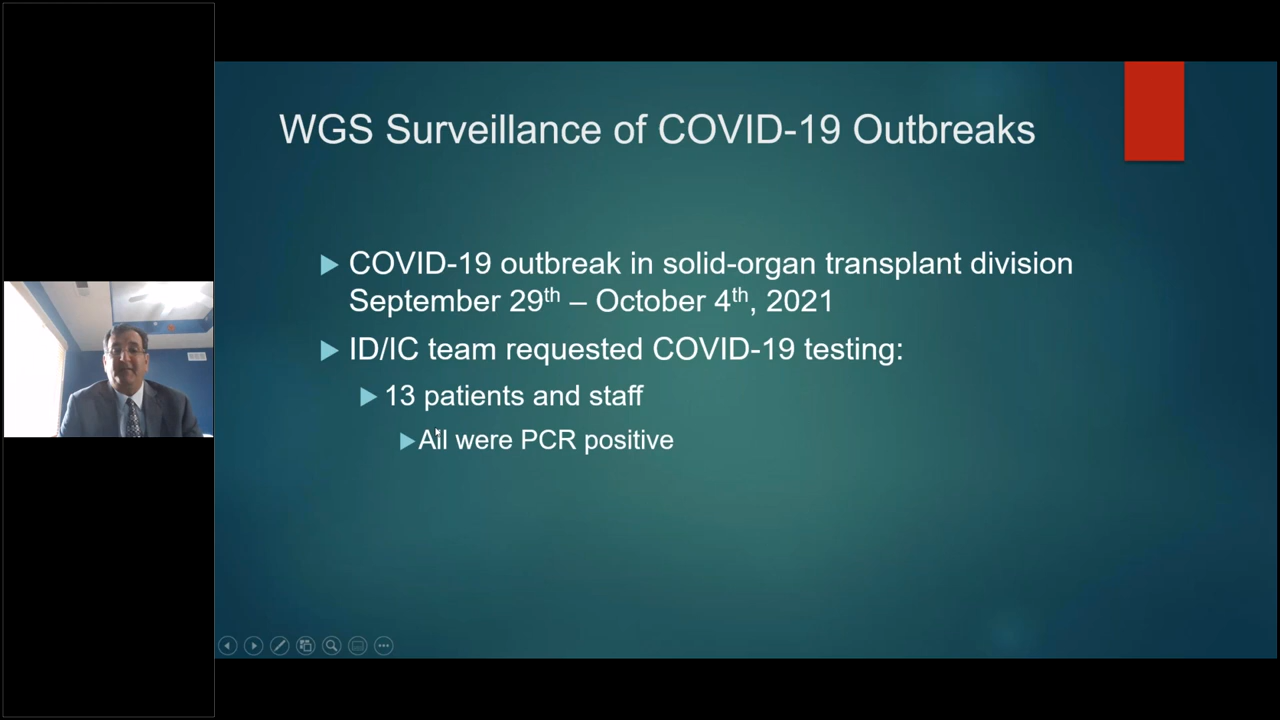 WGS Surveillance of COVID-19 Outbreaks
COVID-19 outbreak in solid-organ transplant division
September 29th – October 4th, 2021
ID/IC team requested COVID-19 testing:
13 patients and staff
All were PCR positive